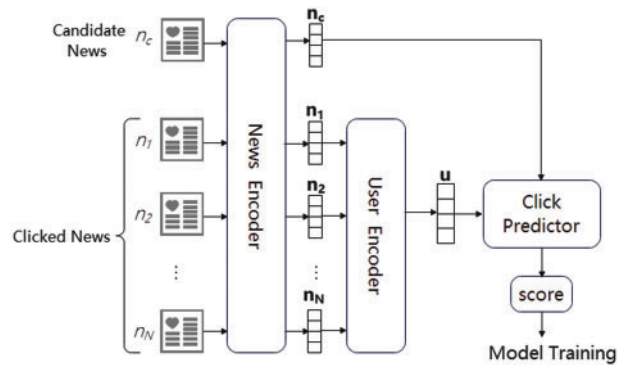 Candidate
News
n_c
n_c
Clicked News
n_1
n_2
⋮
n_N
News Encoder
n_1
n_2
⋮
n_N
User Encoder
u
Click
Predictor
score
Model Training